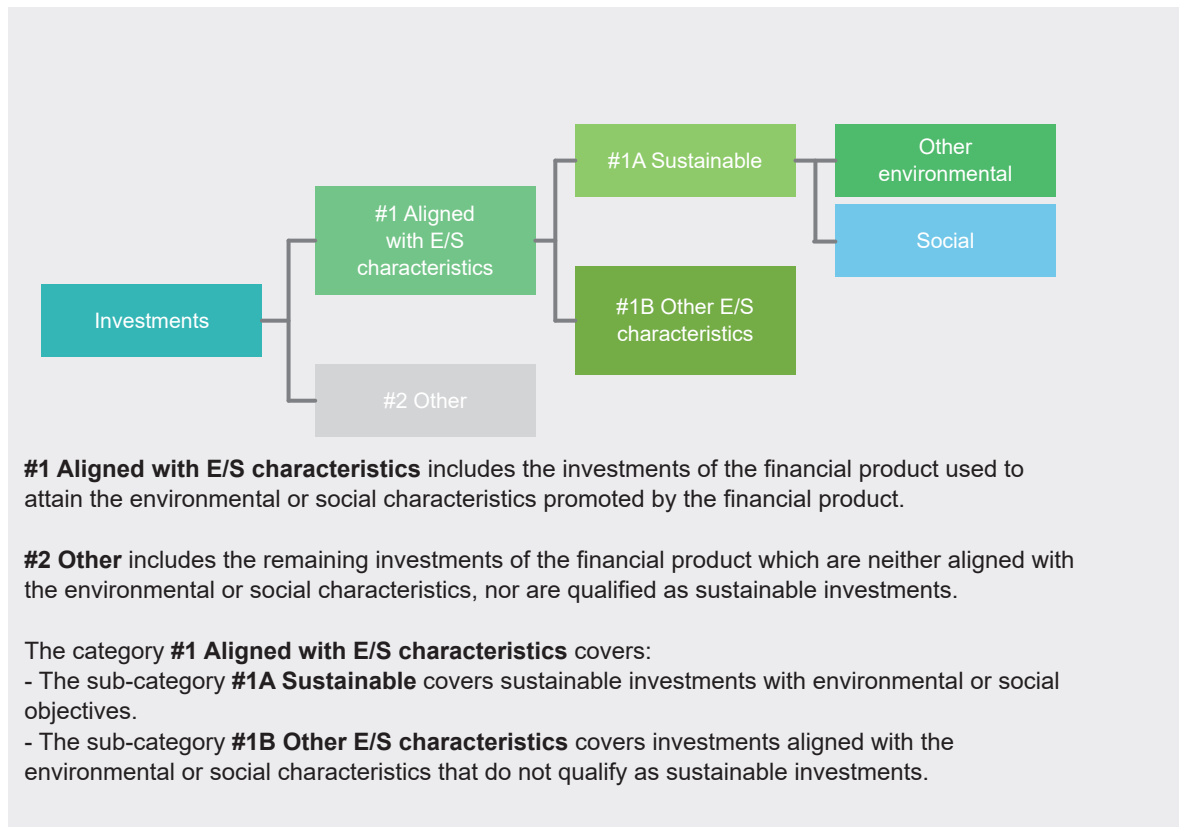 #1A Sustainable
Other
environmental
#1 Aligned
with E/S
characteristics
Social
Investments
#1B Other E/S
characteristics
#2 Other
#1 Aligned with E/S characteristics includes the investments of the financial product used to
attain the environmental or social characteristics promoted by the financial product.
#2 Other includes the remaining investments of the financial product which are neither aligned with
the environmental or social characteristics, nor are qualified as sustainable investments.
The category #1 Aligned with E/S characteristics covers:
- The sub-category #1A Sustainable covers sustainable investments with environmental or social
objectives.
- The sub-category #1B Other E/S characteristics covers investments aligned with the
environmental or social characteristics that do not qualify as sustainable investments.